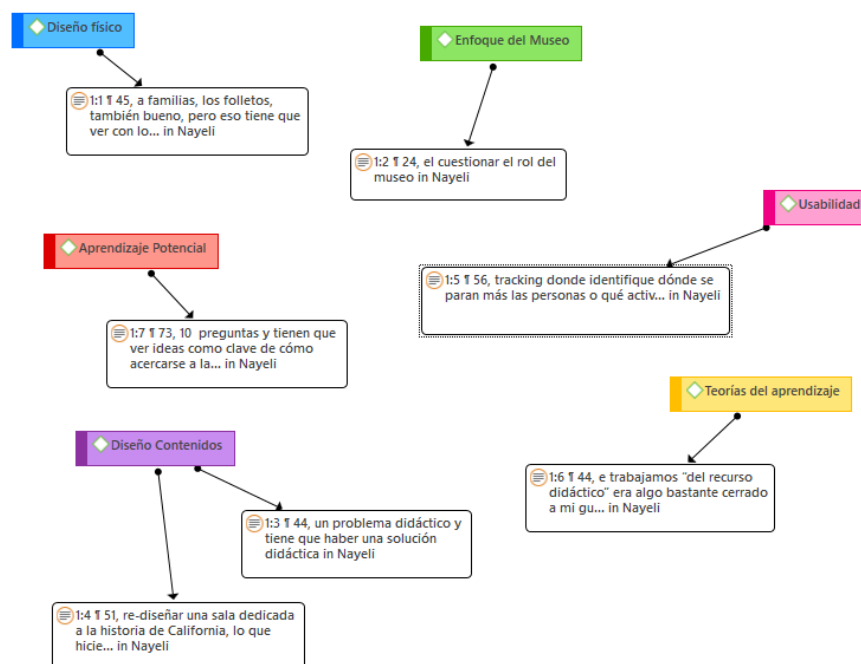 Diseño físico
1:1 ¶ 45, a familias, los folletos,
también bueno, pero eso tiene que
ver con lo... in Nayeli
Enfoque del Museo
1:2 ¶ 24, el cuestionar el rol del
museo in Nayeli
Usabilidad
1:5 ¶ 56, tracking donde identifique dónde se
paran más las personas o qué activ... in Nayeli
Aprendizaje Potencial
1:7 ¶ 73, 10 preguntas y tienen que
ver ideas como clave de cómo
acercarse a la... in Nayeli
Teorías del aprendizaje
1:6 ¶ 44, e trabajamos "del recurso
didáctico" era algo bastante cerrado
a mi gu... in Nayeli
Diseño Contenidos
1:3 ¶ 44, un problema didáctico y
tiene que haber una solución
didáctica in Nayeli
1:4 ¶ 51, re-diseñar una sala dedicada
a la historia de California, lo que
hicie... in Nayeli